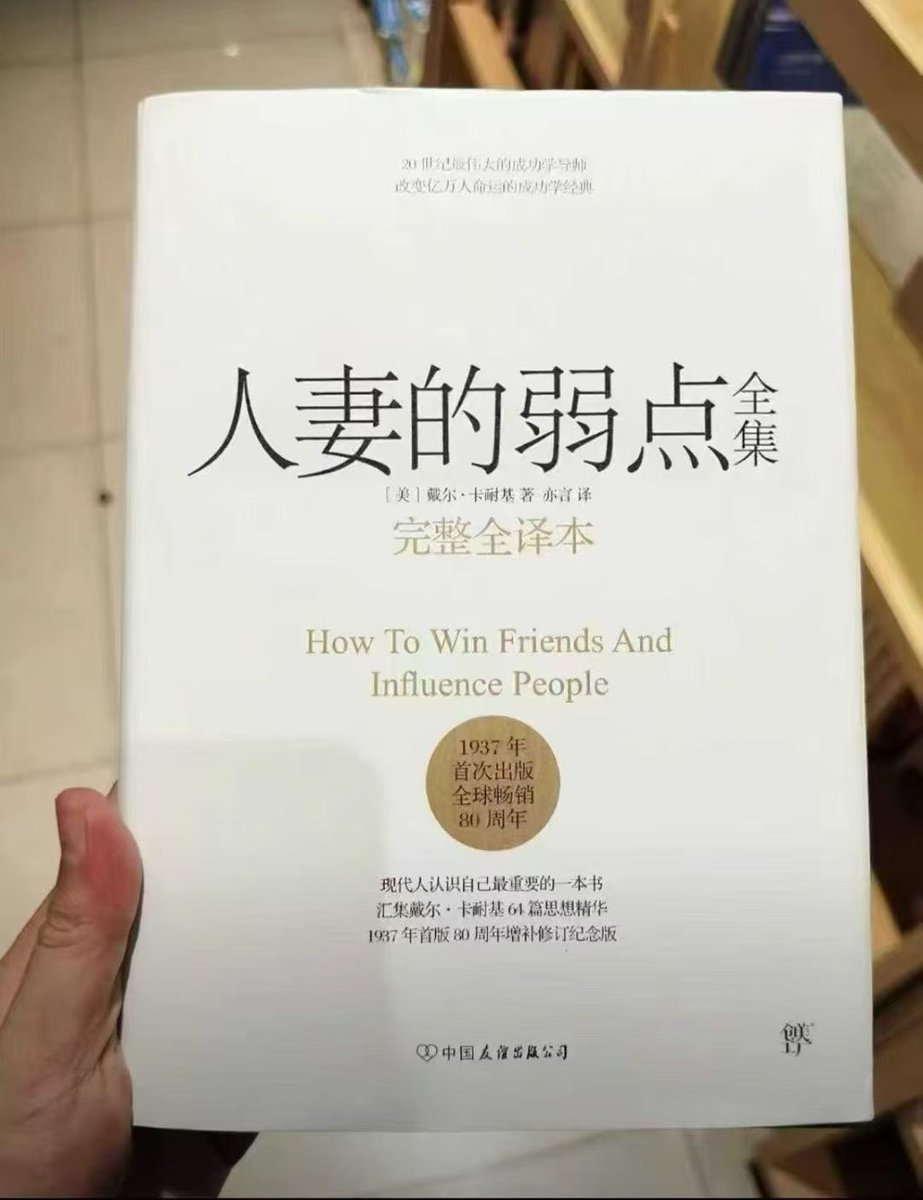 20世纪最伟大的成功学导师
改变亿万人命运的成功学经典
人妻的弱点全集
[美]戴尔·卡耐基 著 亦言 译
完整全译本
How To Win Friends And
Influence People
1937年
首次出版
全球畅销
80周年
现代人认识自己最重要的一本书
汇集戴尔·卡耐基64篇思想精华
1937年首版80周年增补修订纪念版
中国友谊出版公司